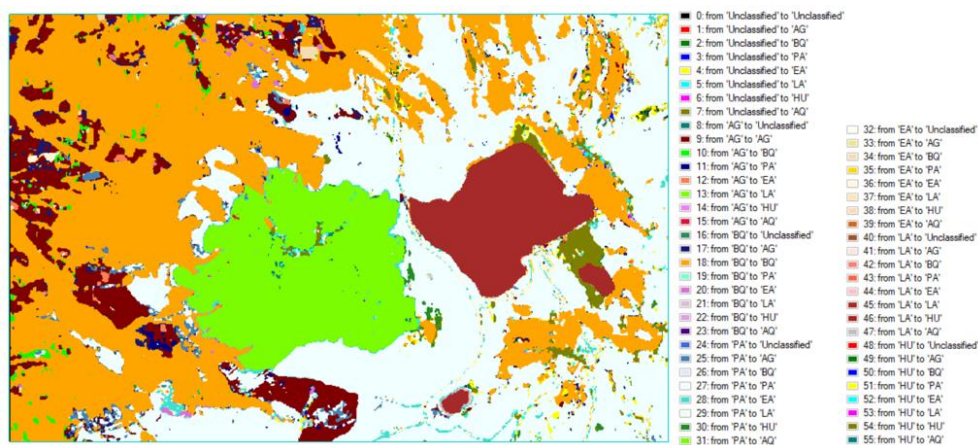 0: from 'Unclassified' to 'Unclassified'
1: from 'Unclassified' to 'AG'
2: from 'Unclassified' to 'BQ'
3: from 'Unclassified' to 'PA'
4: from 'Unclassified' to 'EA'
5: from 'Unclassified' to 'LA'
6: from 'Unclassified' to 'HU'
7: from 'Unclassified' to 'AQ'
8: from 'AG' to 'Unclassified'
9: from 'AG' to 'AG'
10: from 'AG' to 'BQ'
11: from 'AG' to 'PA'
12: from 'AG' to 'EA'
13: from 'AG' to 'LA'
14: from 'AG' to 'HU'
15: from 'AG' to 'AQ'
16: from 'BQ' to 'Unclassified'
17: from 'BQ' to 'AG'
18: from 'BQ' to 'BQ'
19: from 'BQ' to 'PA'
20: from 'BQ' to 'EA'
21: from 'BQ' to 'LA'
22: from 'BQ' to 'HU'
23: from 'BQ' to 'AQ'
24: from 'PA' to 'Unclassified'
25: from 'PA' to 'AG'
26: from 'PA' to 'BQ'
27: from 'PA' to 'PA'
28: from 'PA' to 'EA'
29: from 'PA' to 'LA'
30: from 'PA' to 'HU'
31: from 'PA' to 'AQ'
32: from 'EA' to 'Unclassified'
33: from 'EA' to 'AG'
34: from 'EA' to 'BQ'
35: from 'EA' to 'PA'
36: from 'EA' to 'EA'
37: from 'EA' to 'LA'
38: from 'EA' to 'HU'
39: from 'EA' to 'AQ'
40: from 'LA' to 'Unclassified'
41: from 'LA' to 'AG'
42: from 'LA' to 'BQ'
43: from 'LA' to 'PA'
44: from 'LA' to 'EA'
45: from 'LA' to 'LA'
46: from 'LA' to 'HU'
47: from 'LA' to 'AQ'
48: from 'HU' to 'Unclassified'
49: from 'HU' to 'AG'
50: from 'HU' to 'BQ'
51: from 'HU' to 'PA'
52: from 'HU' to 'EA'
53: from 'HU' to 'LA'
54: from 'HU' to 'HU'
55: from 'HU' to 'AQ'